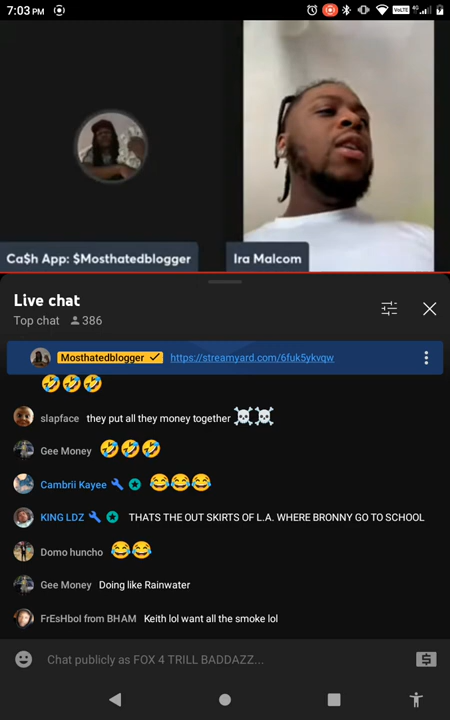 7:03 PM
VoLTE 4G
Ca$h App: $Mosthatedblogger
Ira Malcom
Live chat
Top chat 386
Mosthatedblogger https://streamyard.com/6fuk5ykvqw
🤣🤣🤣
slapface they put all they money together ☠️☠️
Gee Money 🤣🤣🤣
Cambrii Kayee 😂😂😂
KING LDZ THATS THE OUT SKIRTS OF L.A. WHERE BRONNY GO TO SCHOOL
Domo huncho 😂😂
Gee Money Doing like Rainwater
FrEsHboI from BHAM Keith lol want all the smoke lol
Chat publicly as FOX 4 TRILL BADDAZZ...